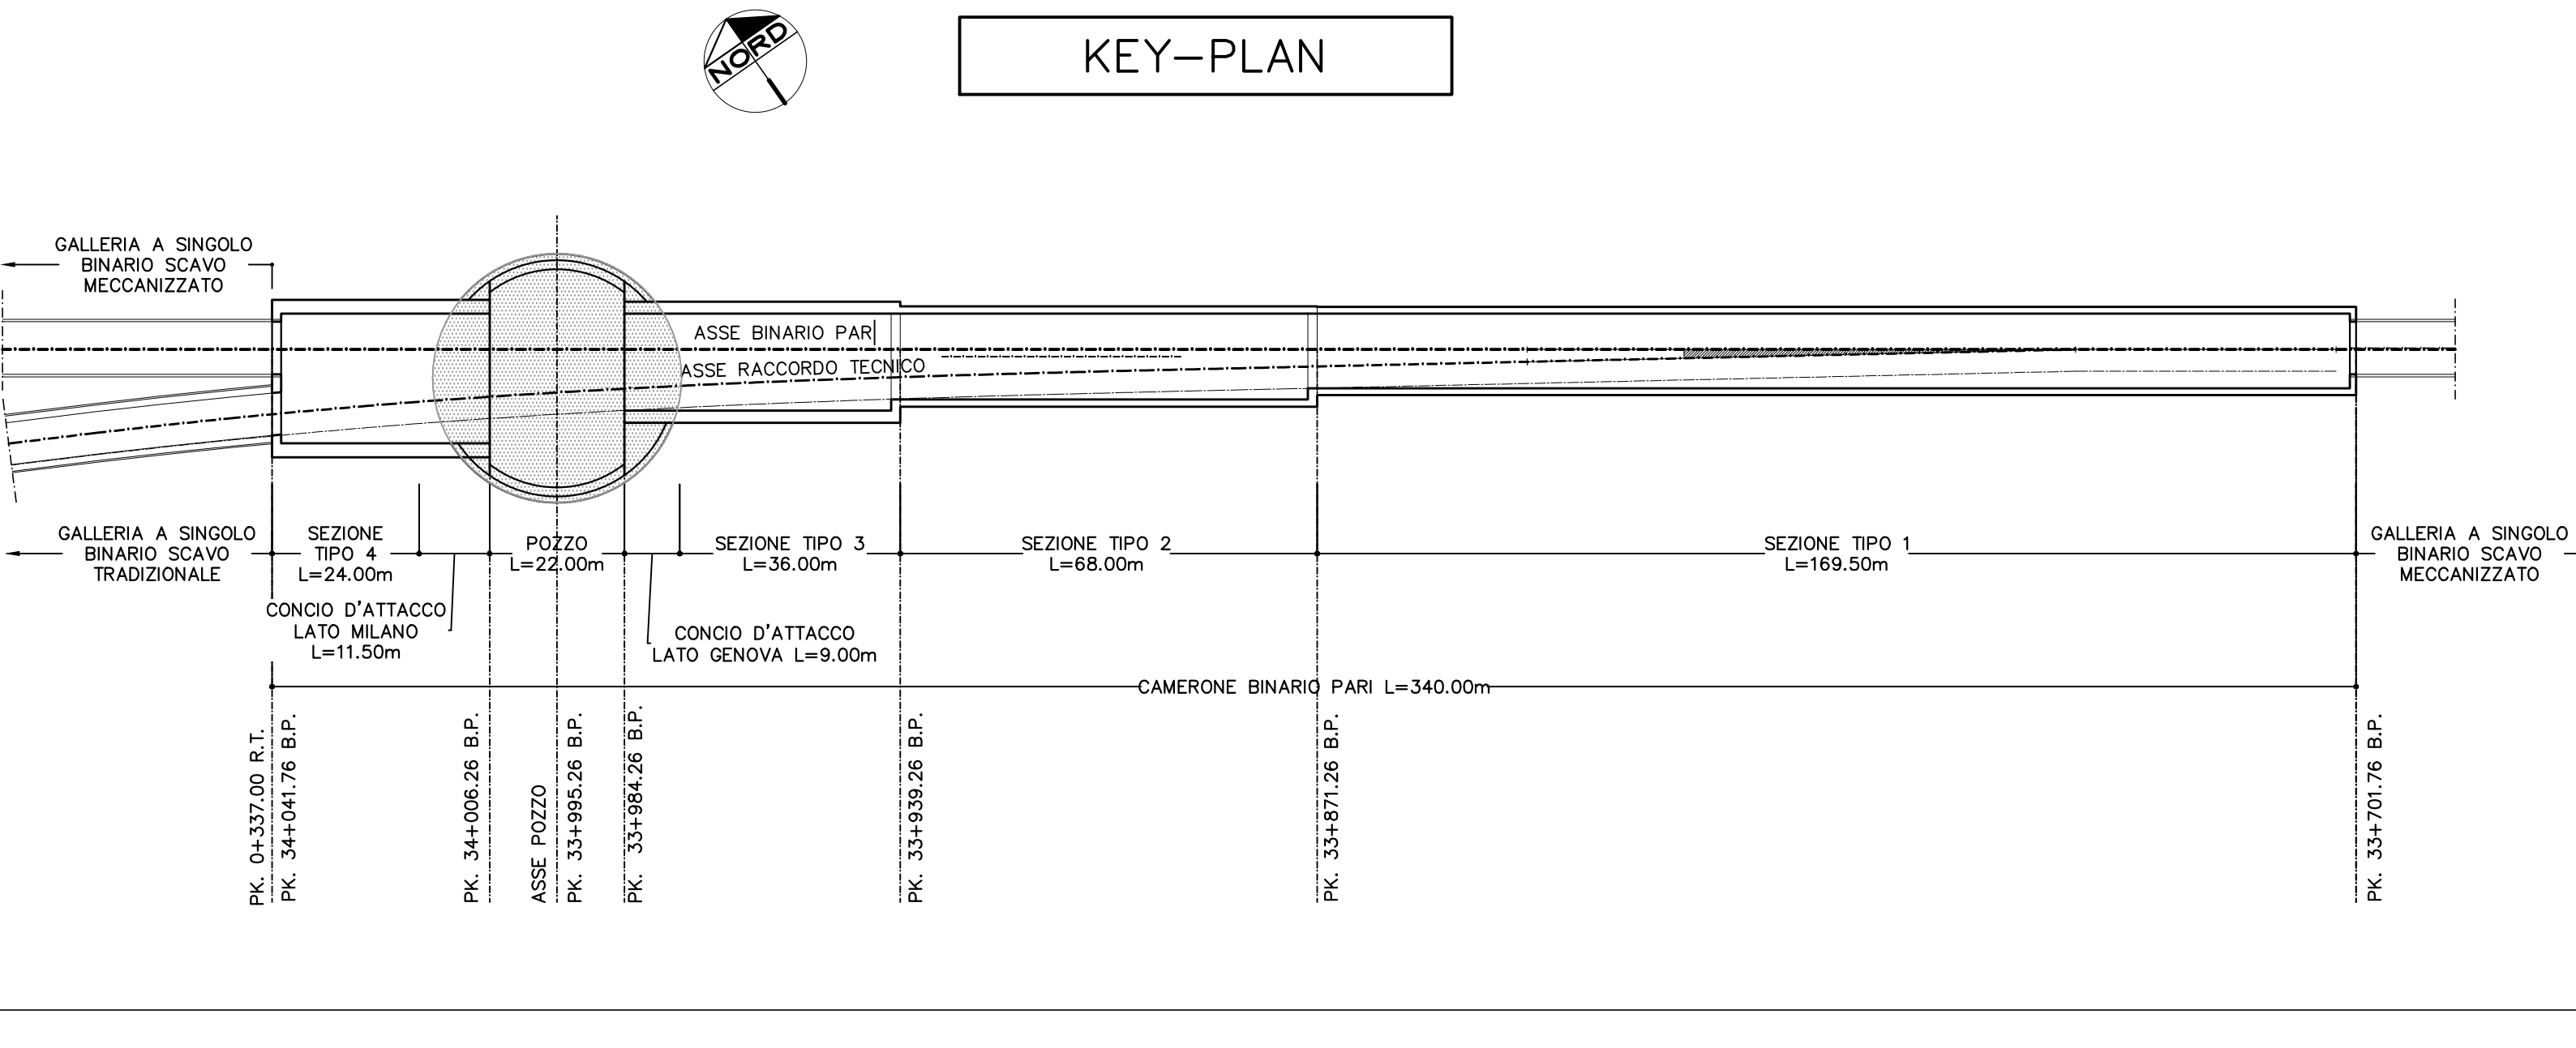 NORD
KEY-PLAN
GALLERIA A SINGOLO
BINARIO SCAVO
MECCANIZZATO
ASSE BINARIO PARI
ASSE RACCORDO TECNICO
GALLERIA A SINGOLO
BINARIO SCAVO
TRADIZIONALE
SEZIONE
TIPO 4
L=24.00m
POZZO
L=22.00m
SEZIONE TIPO 3
L=36.00m
SEZIONE TIPO 2
L=68.00m
SEZIONE TIPO 1
L=169.50m
GALLERIA A SINGOLO
BINARIO SCAVO
MECCANIZZATO
CONCIO D'ATTACCO
LATO MILANO
L=11.50m
CONCIO D'ATTACCO
LATO GENOVA L=9.00m
CAMERONE BINARIO PARI L=340.00m
PK. 0+337.00 R.T.
PK. 34+041.76 B.P.
PK. 34+006.26 B.P.
ASSE POZZO
PK. 33+995.26 B.P.
PK. 33+984.26 B.P.
PK. 33+939.26 B.P.
PK. 33+871.26 B.P.
PK. 33+701.76 B.P.